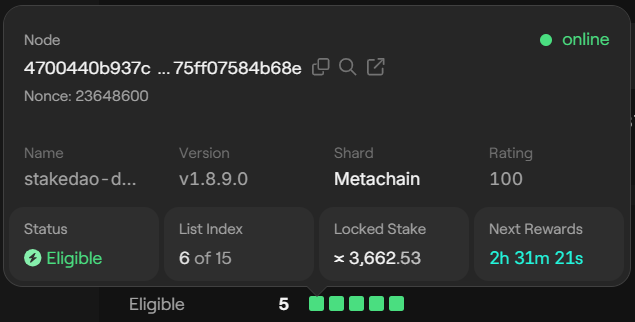 Node
online
4700440b937c ... 75ff07584b68e
Nonce: 23648600
Name Version Shard Rating
stakedao-d... v1.8.9.0 Metachain 100
Status List Index Locked Stake Next Rewards
Eligible 6 of 15 3,662.53 2h 31m 21s
Eligible 5